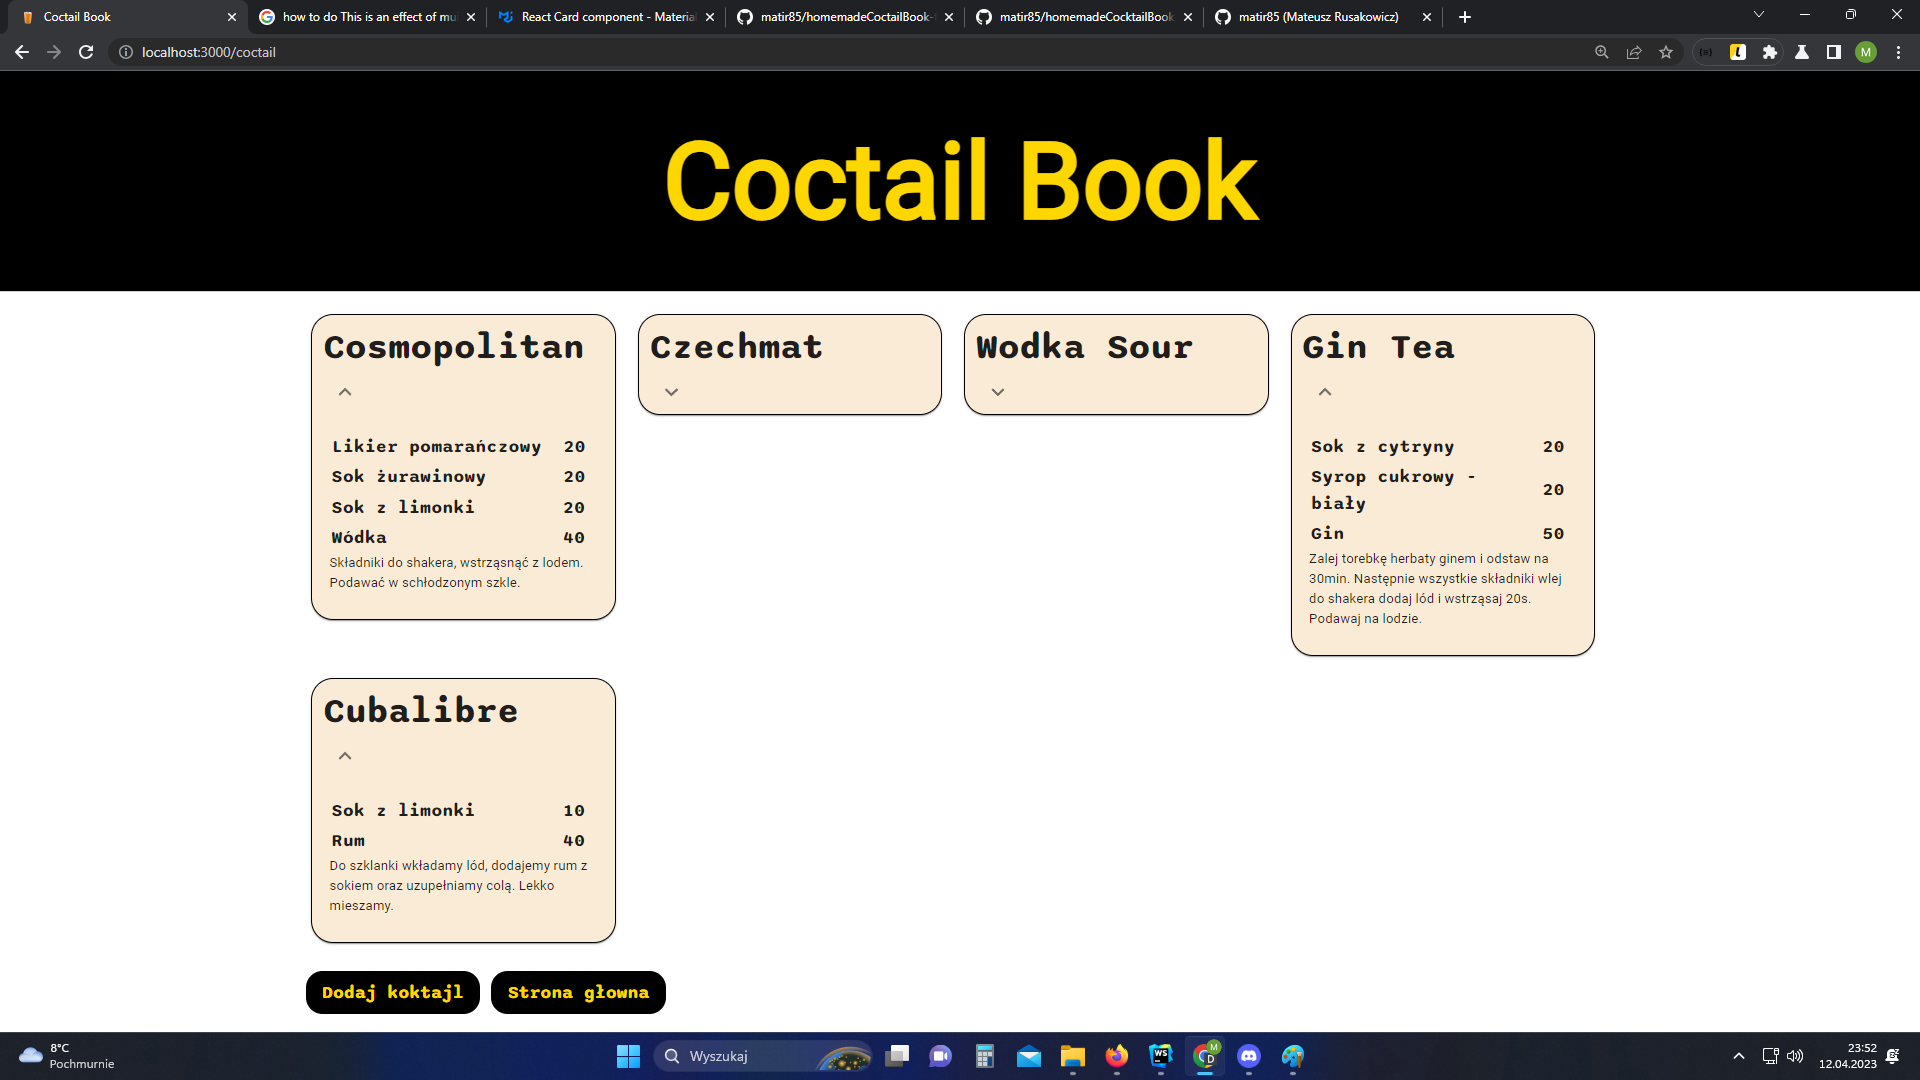 Coctail Book
how to do This is an effect of mu
React Card component - Material
matir85/homemadeCoctailBook-
matir85/homemadeCocktailBook
matir85 (Mateusz Rusakowicz)
localhost:3000/coctail
M
Coctail Book
Cosmopolitan
Likier pomarańczowy 20
Sok żurawinowy 20
Sok z limonki 20
Wódka 40
Składniki do shakera, wstrząsnąć z lodem.
Podawać w schłodzonym szkle.
Czechmat
Wodka Sour
Gin Tea
Sok z cytryny 20
Syrop cukrowy - 20
biały
Gin 50
Zalej torebkę herbaty ginem i odstaw na
30min. Następnie wszystkie składniki wlej
do shakera dodaj lód i wstrząsaj 20s.
Podawaj na lodzie.
Cubalibre
Sok z limonki 10
Rum 40
Do szklanki wkładamy lód, dodajemy rum z
sokiem oraz uzupełniamy colą. Lekko
mieszamy.
Dodaj koktajl
Strona głowna
8°C
Pochmurnie
Wyszukaj
WS
M
D
23:52
12.04.2023